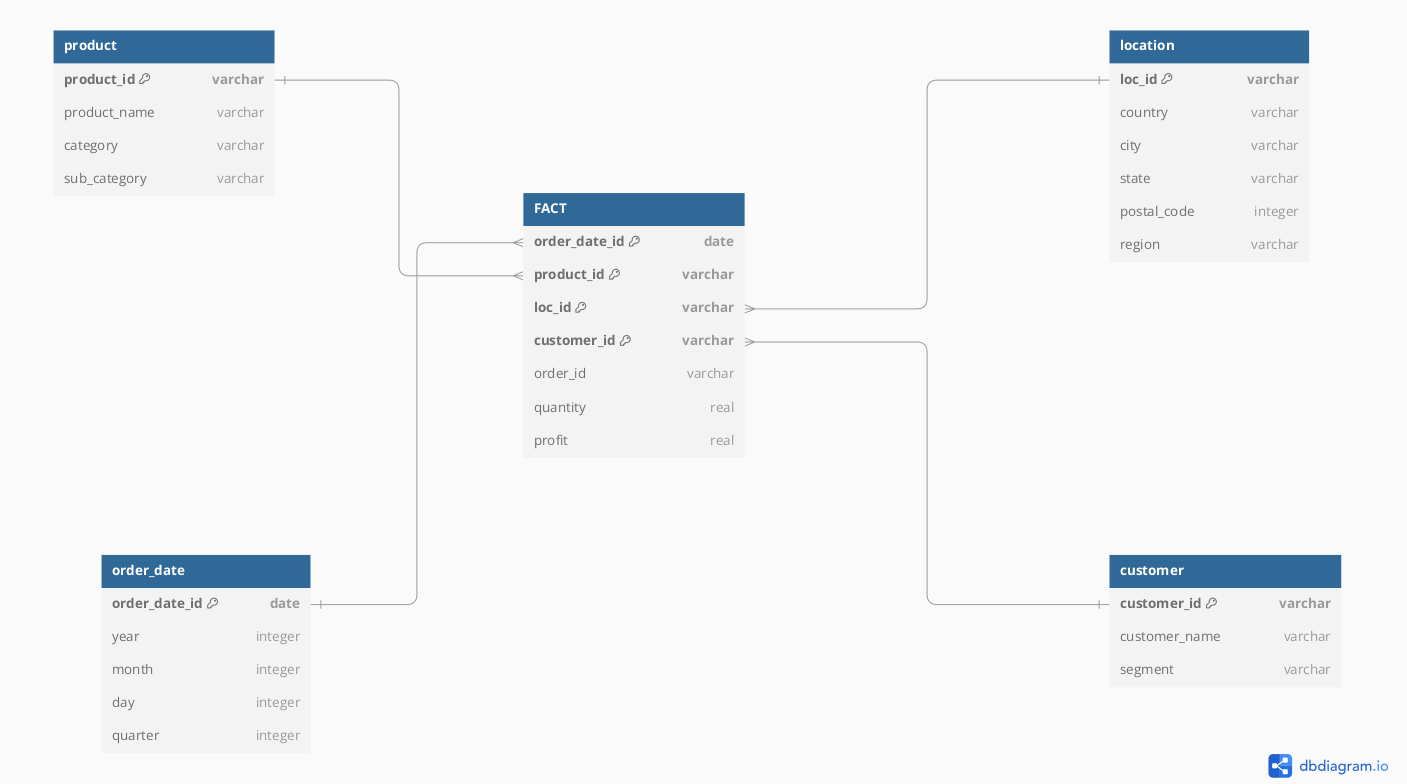 product
product_id varchar
product_name varchar
category varchar
sub_category varchar
location
loc_id varchar
country varchar
city varchar
state varchar
postal_code integer
region varchar
FACT
order_date_id date
product_id varchar
loc_id varchar
customer_id varchar
order_id varchar
quantity real
profit real
order_date
order_date_id date
year integer
month integer
day integer
quarter integer
customer
customer_id varchar
customer_name varchar
segment varchar
dbdiagram.io